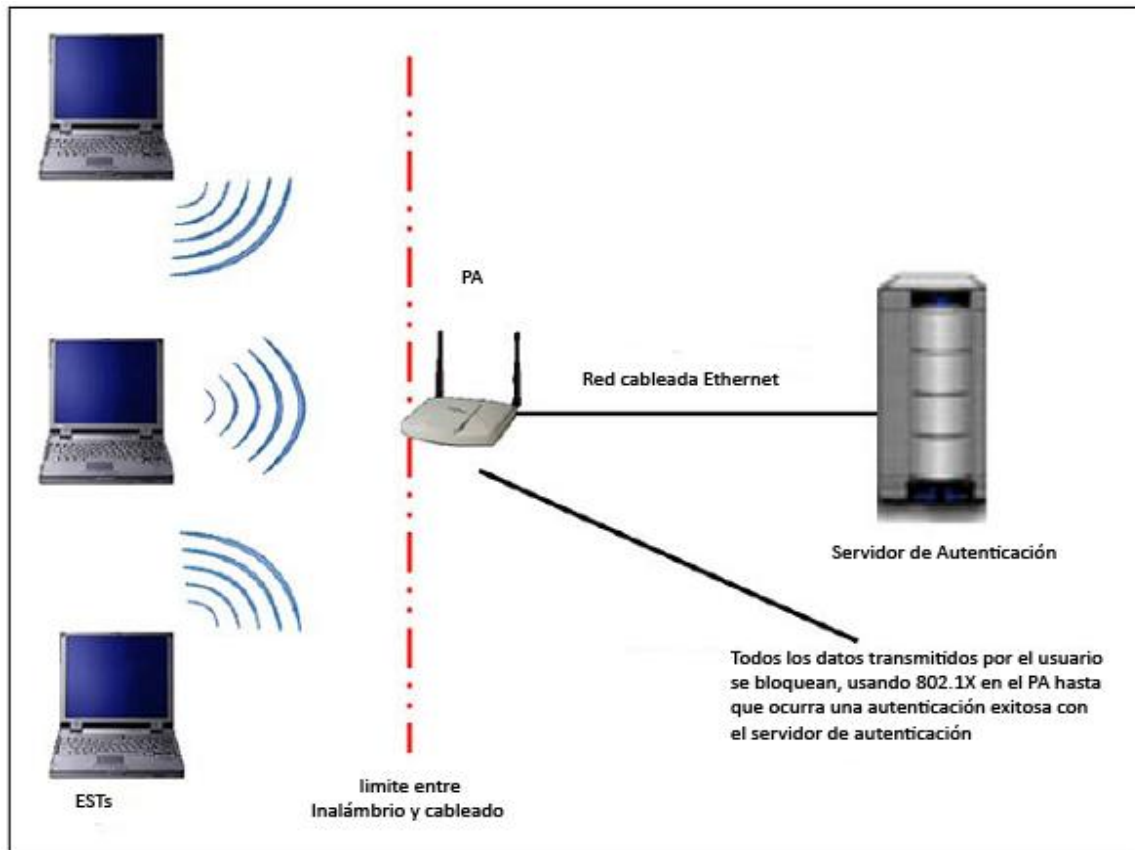 PA
Red cableada Ethernet
Servidor de Autenticación
Todos los datos transmitidos por el usuario
se bloquean, usando 802.1X en el PA hasta
que ocurra una autenticación exitosa con
el servidor de autenticación
ESTs
limite entre
Inalámbrio y cableado